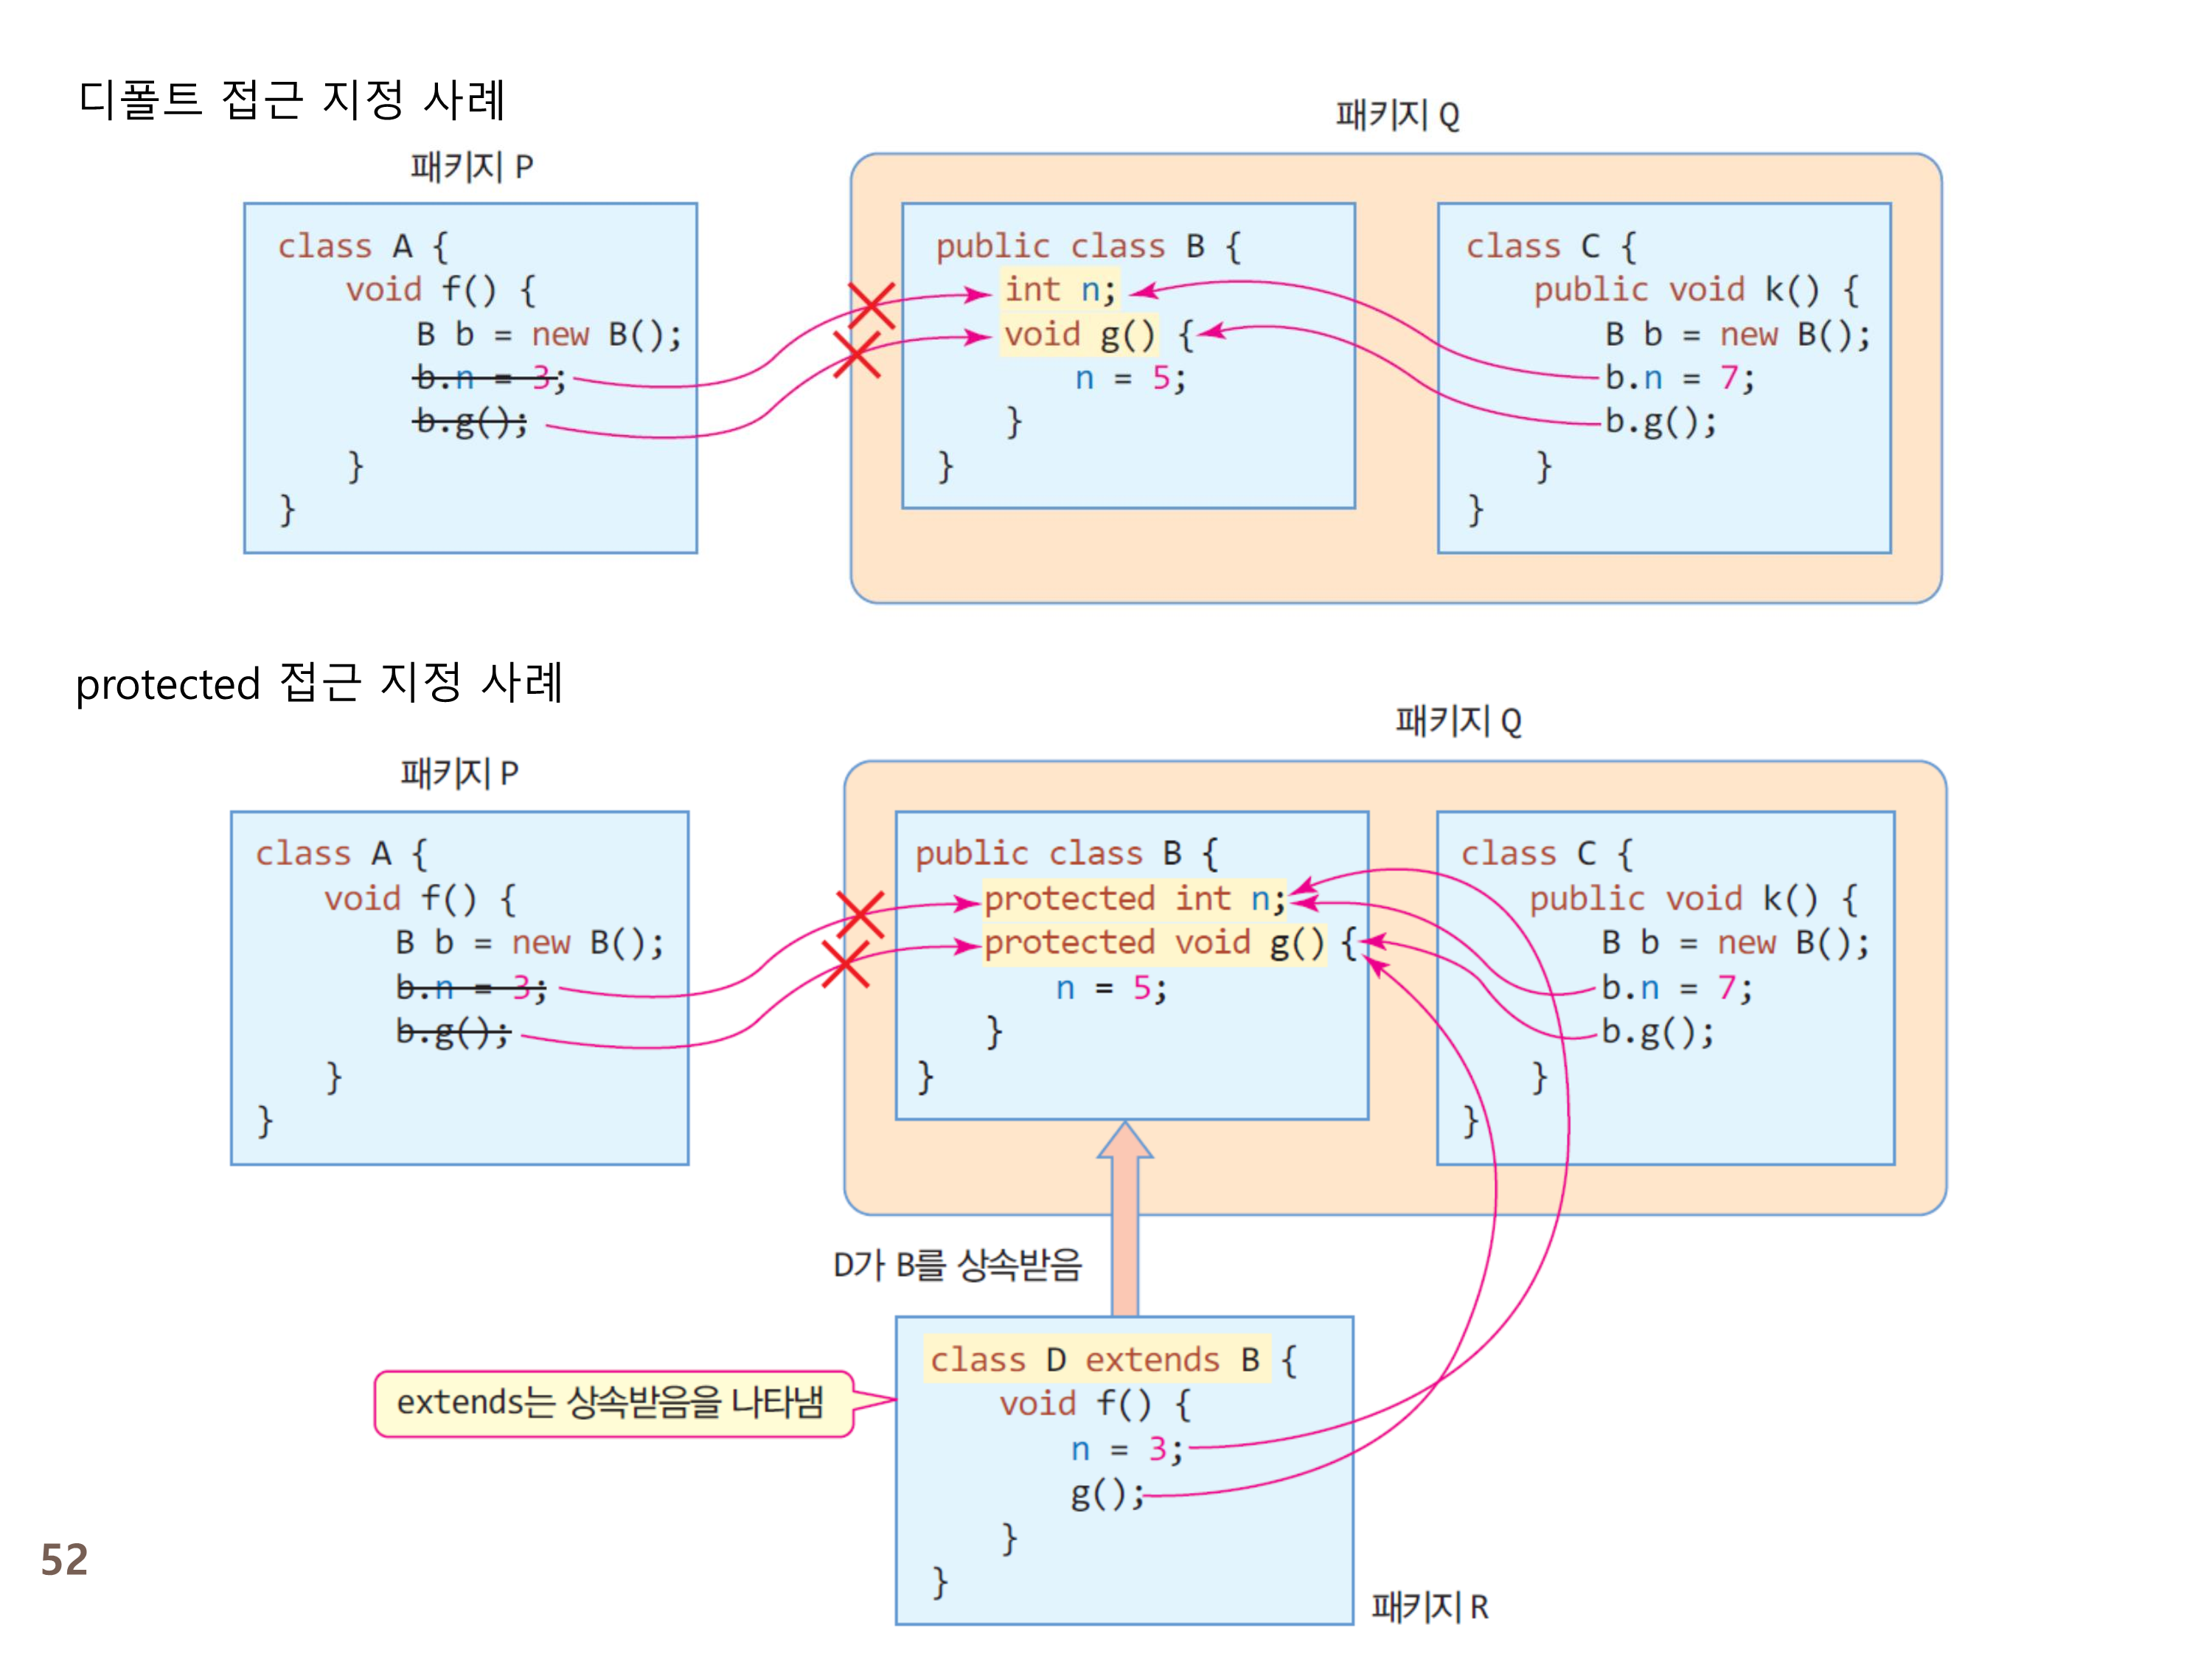 디폴트 접근 지정 사례
패키지 P
class A {
void f() {
B b = new B();
b.n = 3;
b.g();
}
}
패키지 Q
public class B {
int n;
void g() {
n = 5;
}
}
class C {
public void k() {
B b = new B();
b.n = 7;
b.g();
}
}
protected 접근 지정 사례
패키지 P
class A {
void f() {
B b = new B();
b.n = 3;
b.g();
}
}
패키지 Q
public class B {
protected int n;
protected void g() {
n = 5;
}
}
class C {
public void k() {
B b = new B();
b.n = 7;
b.g();
}
}
D가 B를 상속받음
extends는 상속받음을 나타냄
class D extends B {
void f() {
n = 3;
g();
}
}
패키지 R
52